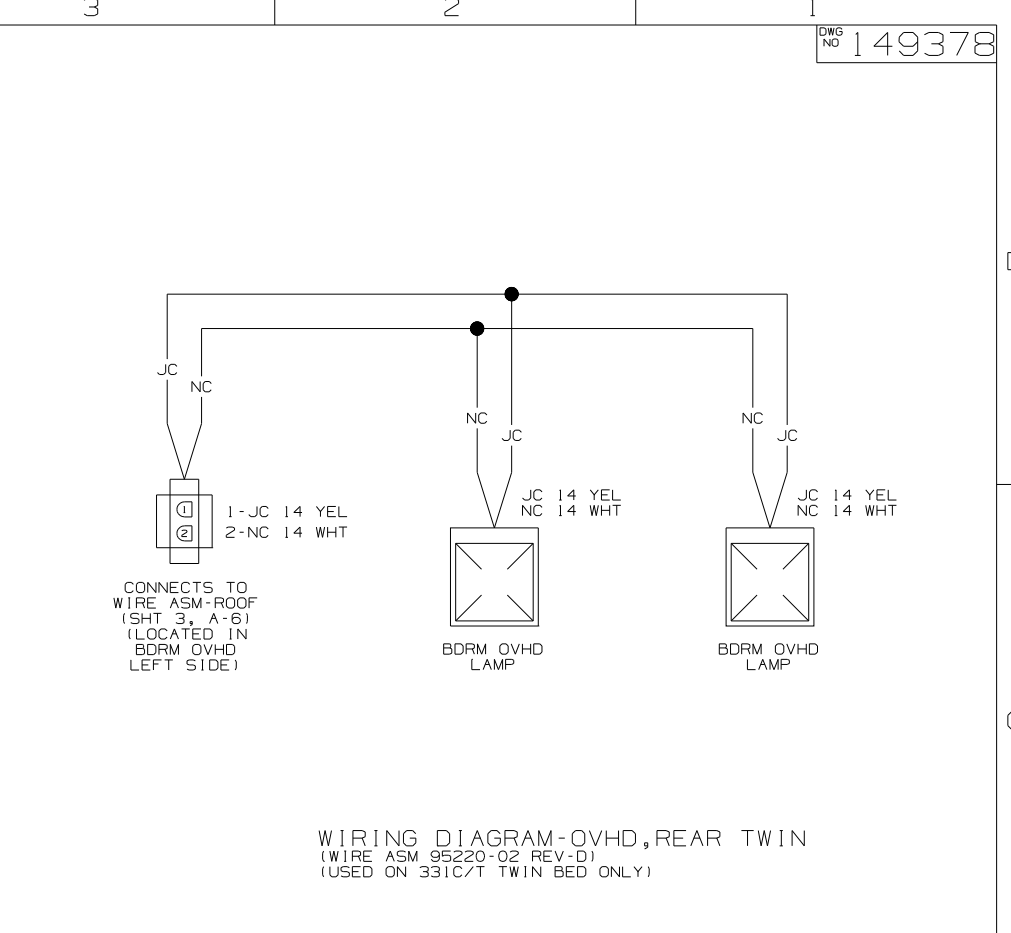 3 2 1
DWG
NO 149378
JC
NC
NC
JC
NC
JC
1-JC 14 YEL
2-NC 14 WHT
1
2
JC 14 YEL
NC 14 WHT
JC 14 YEL
NC 14 WHT
CONNECTS TO
WIRE ASM-ROOF
(SHT 3, A-6)
(LOCATED IN
BDRM OVHD
LEFT SIDE)
BDRM OVHD
LAMP
BDRM OVHD
LAMP
WIRING DIAGRAM-OVHD,REAR TWIN
(WIRE ASM 95220-02 REV-D)
(USED ON 331C/T TWIN BED ONLY)